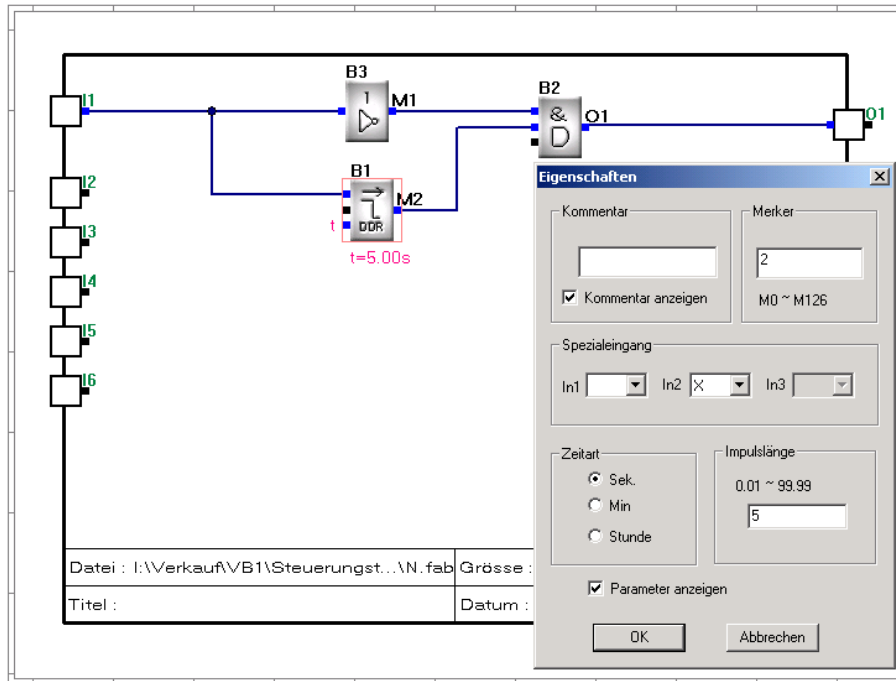 I1
B3
1
M1
B2
&
D
O1
O1
I2
B1
M2
DDR
t
t=5.00s
I3
I4
I5
I6
Eigenschaften
Kommentar
Merker
2
Kommentar anzeigen
M0 ~ M126
Spezialeingang
In1
In2 X
In3
Zeitart
Impulslänge
Sek.
0.01 ~ 99.99
Min
5
Stunde
Parameter anzeigen
OK
Abbrechen
Datei : I:\Verkauf\VB1\Steuerungst...\N.fab
Grösse :
Titel :
Datum :